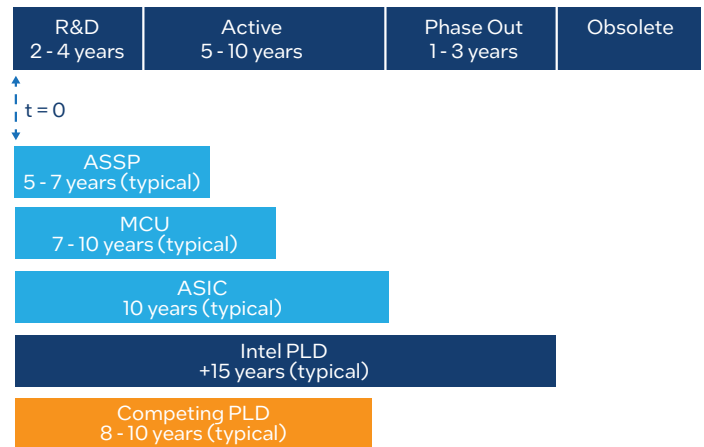 R&D
2 - 4 years
Active
5 - 10 years
Phase Out
1 - 3 years
Obsolete
t = 0
ASSP
5 - 7 years (typical)
MCU
7 - 10 years (typical)
ASIC
10 years (typical)
Intel PLD
+15 years (typical)
Competing PLD
8 - 10 years (typical)